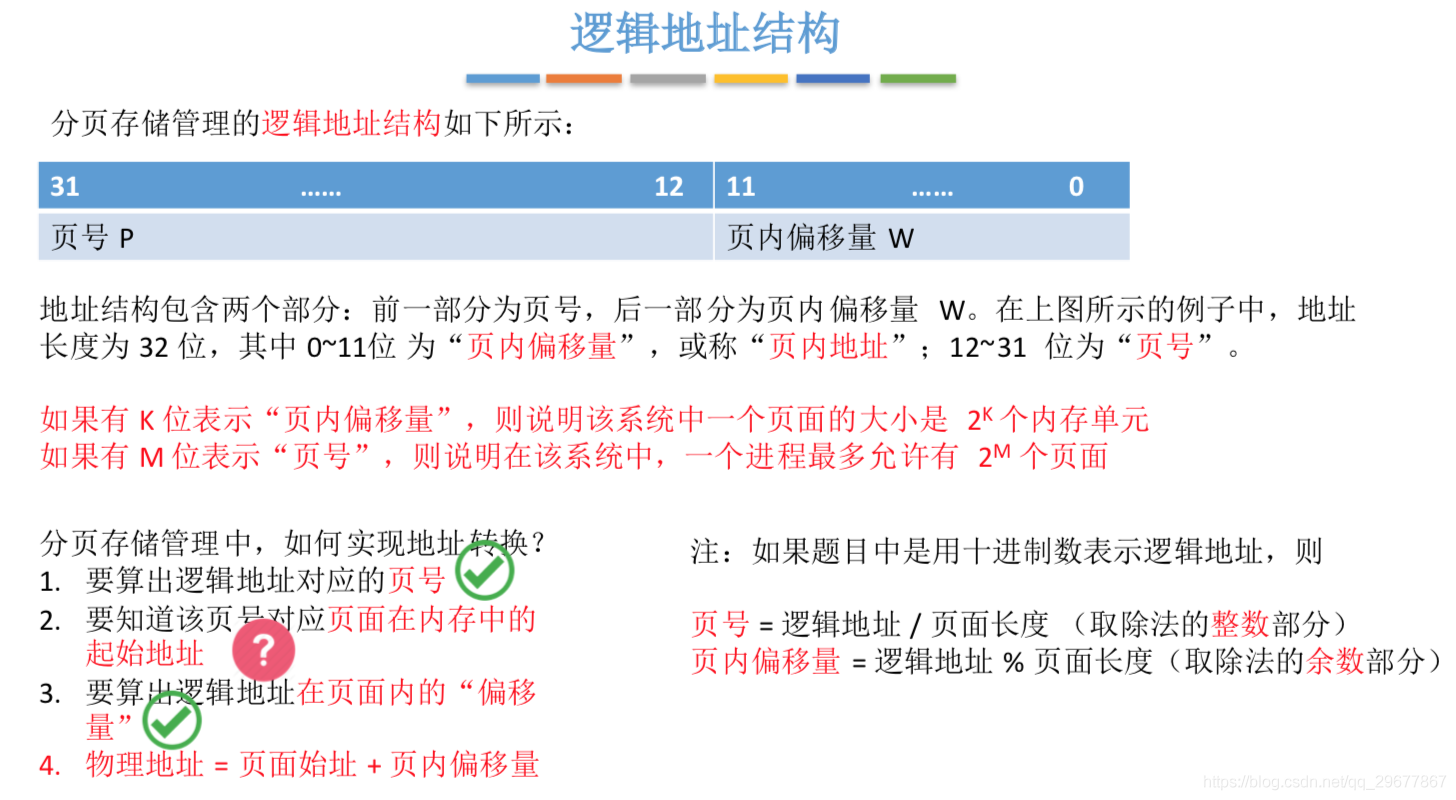 逻辑地址结构
分页存储管理的逻辑地址结构如下所示：
31 …… 12 11 …… 0
页号 P 页内偏移量 W
地址结构包含两个部分：前一部分为页号，后一部分为页内偏移量 W。在上图所示的例子中，地址
长度为 32 位，其中 0~11位 为“页内偏移量”，或称“页内地址”；12~31 位为“页号”。
如果有 K 位表示“页内偏移量”，则说明该系统中一个页面的大小是 2ᴷ 个内存单元
如果有 M 位表示“页号”，则说明在该系统中，一个进程最多允许有 2ᴹ 个页面
分页存储管理中，如何实现地址转换？
1. 要算出逻辑地址对应的页号
2. 要知道该页号对应页面在内存中的
起始地址 ?
3. 要算出逻辑地址在页面内的“偏移
量”
4. 物理地址 = 页面始址 + 页内偏移量
注：如果题目中是用十进制数表示逻辑地址，则
页号 = 逻辑地址 / 页面长度 （取除法的整数部分）
页内偏移量 = 逻辑地址 % 页面长度（取除法的余数部分）
https://blog.csdn.net/qq_29677867